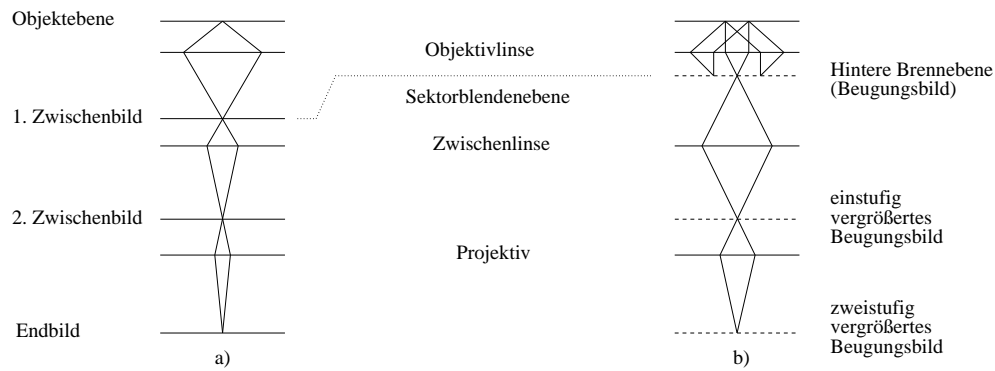 Objektebene
1. Zwischenbild
2. Zwischenbild
Endbild
a)
Objektivlinse
Sektorblendenebene
Zwischenlinse
Projektiv
b)
Hintere Brennebene
(Beugungsbild)
einstufig
vergrößertes
Beugungsbild
zweistufig
vergrößertes
Beugungsbild